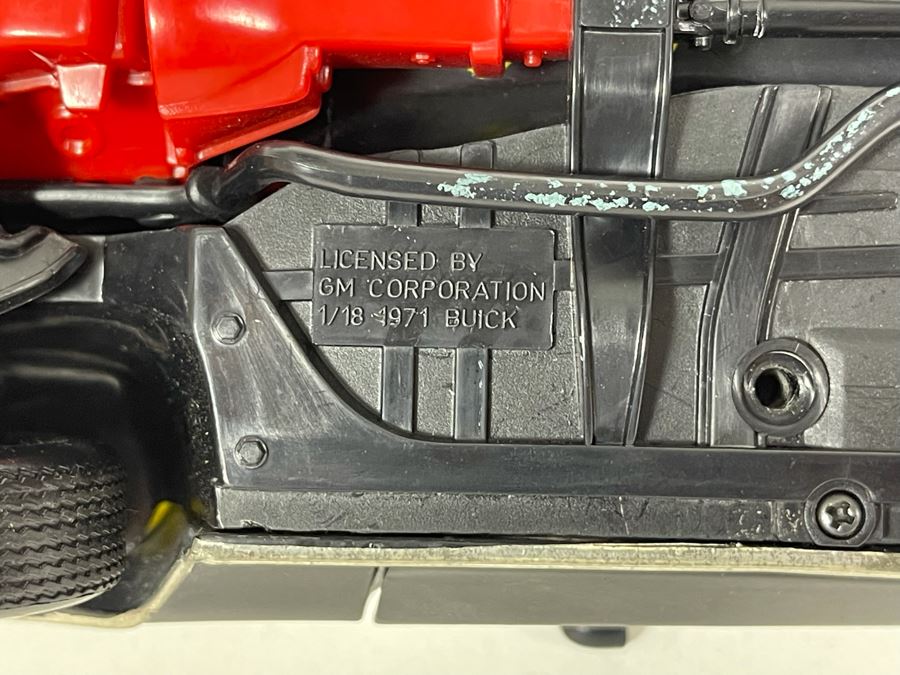 LICENSED BY
GM CORPORATION
1/18 1971 BUICK